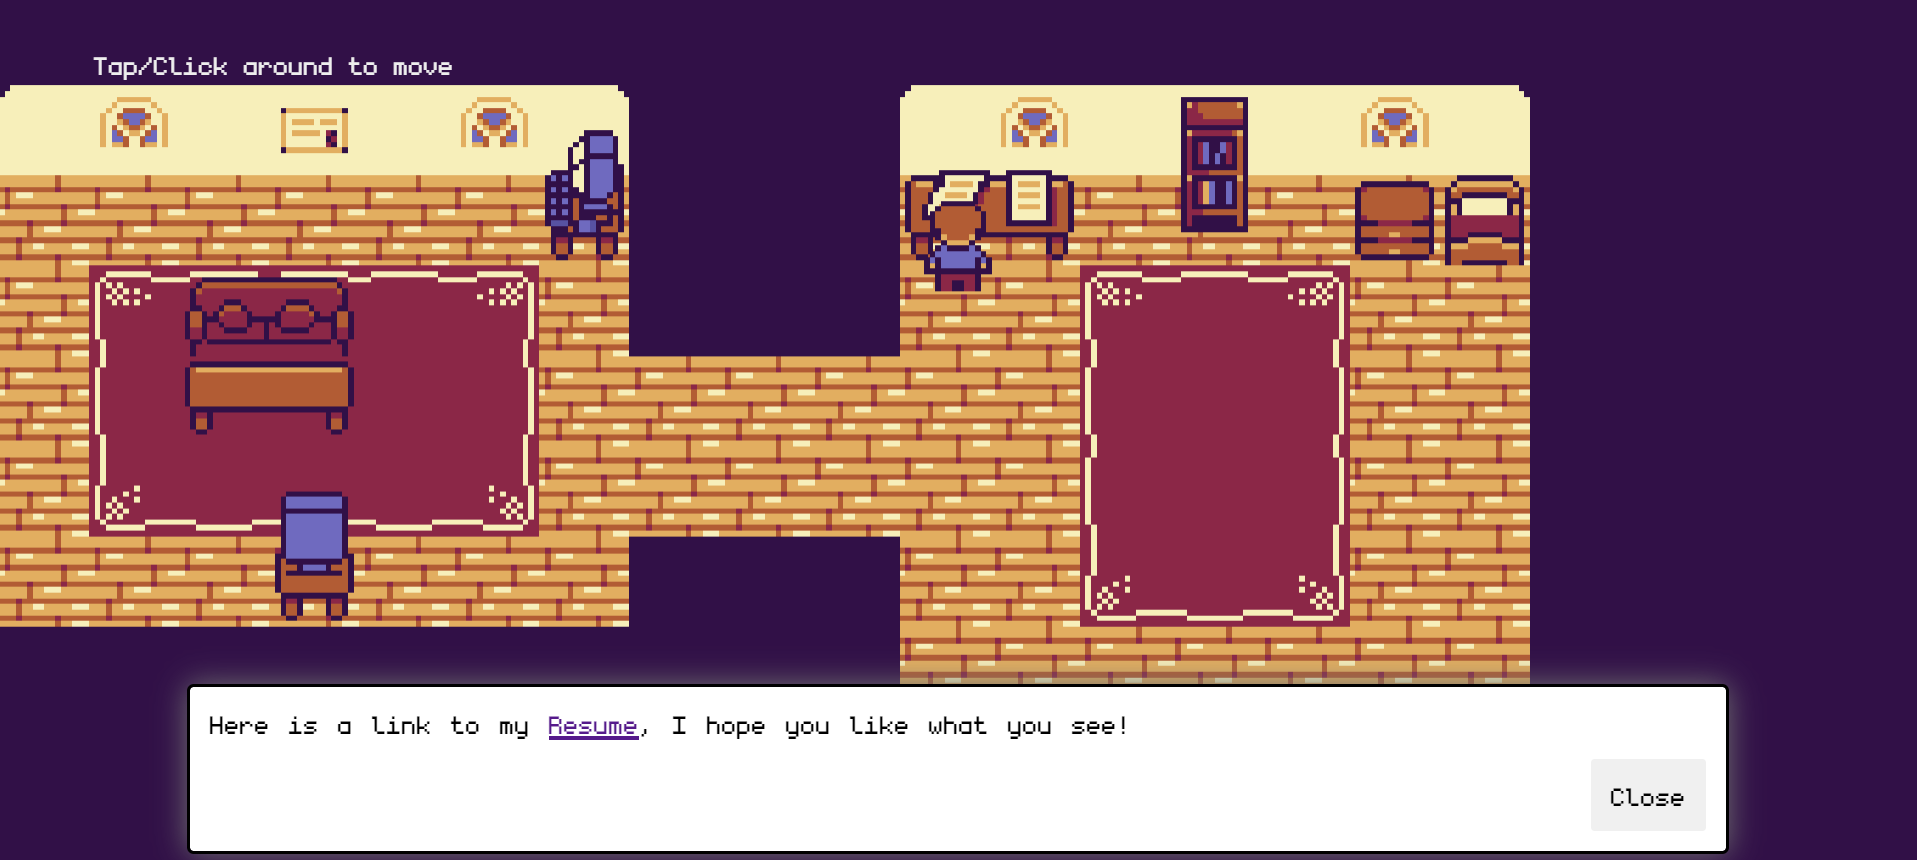 Tap/Click around to move
Here is a link to my Resume, I hope you like what you see!
Close